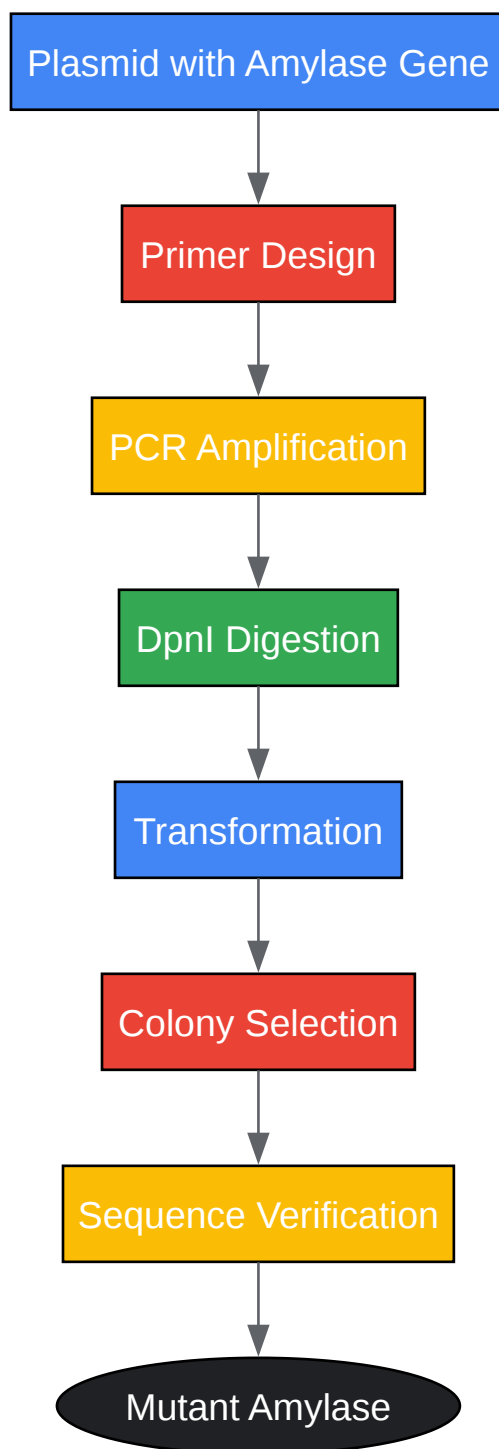 Plasmid with Amylase Gene
Primer Design
PCR Amplification
DpnI Digestion
Transformation
Colony Selection
Sequence Verification
Mutant Amylase